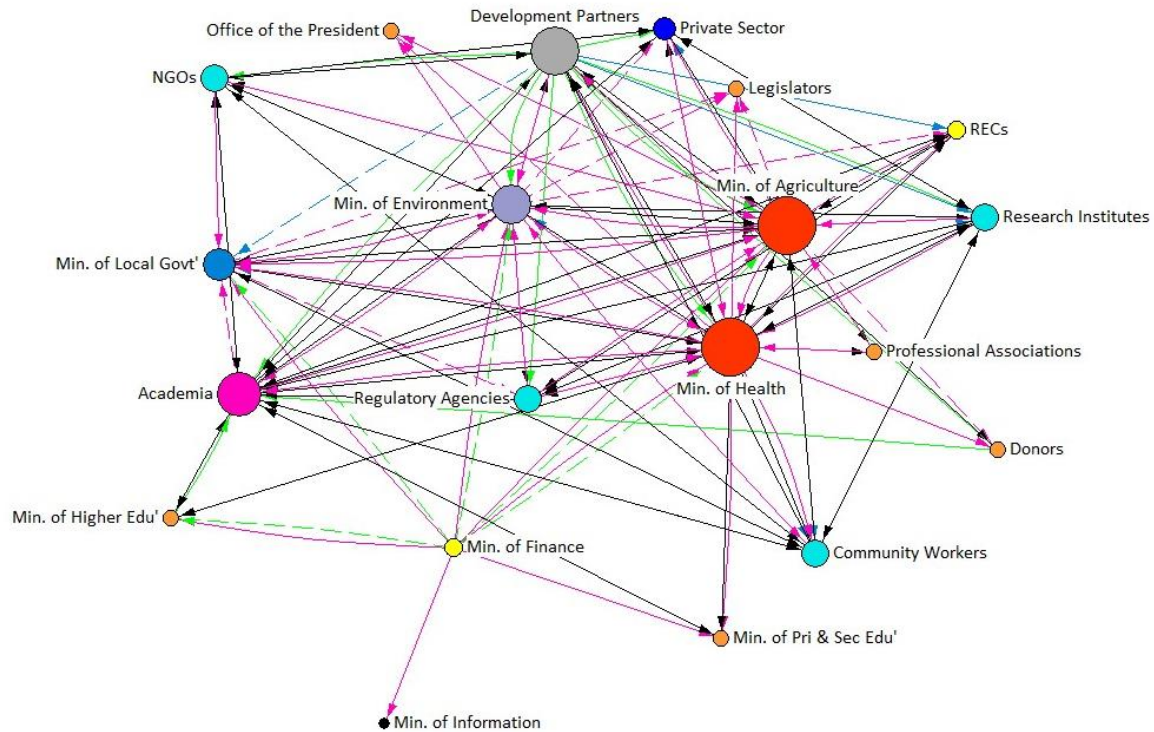 Development Partners
Office of the President
Private Sector
NGOs
Legislators
RECs
Min. of Agriculture
Min. of Environment
Research Institutes
Min. of Local Govt'
Professional Associations
Min. of Health
Academia
Regulatory Agencies
Donors
Min. of Higher Edu'
Min. of Finance
Community Workers
Min. of Pri & Sec Edu'
Min. of Information